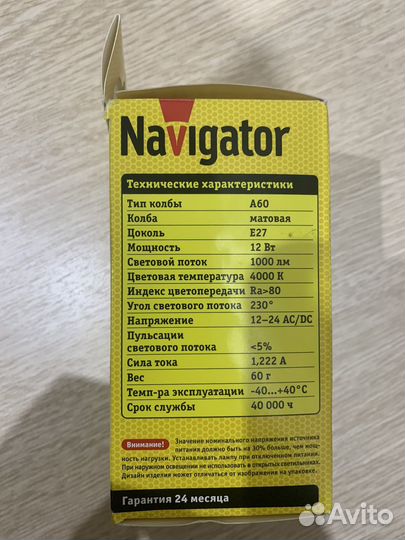 Navigator
Технические характеристики
Тип колбы A60
Колба матовая
Цоколь E27
Мощность 12 Вт
Световой поток 1000 лм
Цветовая температура 4000 К
Индекс цветопередачи Ra>80
Угол светового потока 230°
Напряжение 12–24 AC/DC
Пульсации
светового потока <5%
Сила тока 1,222 А
Вес 60 г
Темп-ра эксплуатации -40...+40°C
Срок службы 40 000 ч
Внимание! Значение номинального напряжения источника
питания должно быть на 30% больше, чем мощ-
ность нагрузки. Устанавливать лампу при отключенном питании.
При наружном освещении не использовать в открытых светильниках.
Дизайн изделия может отличаться от изображения на упаковке.
Гарантия 24 месяца
Avito